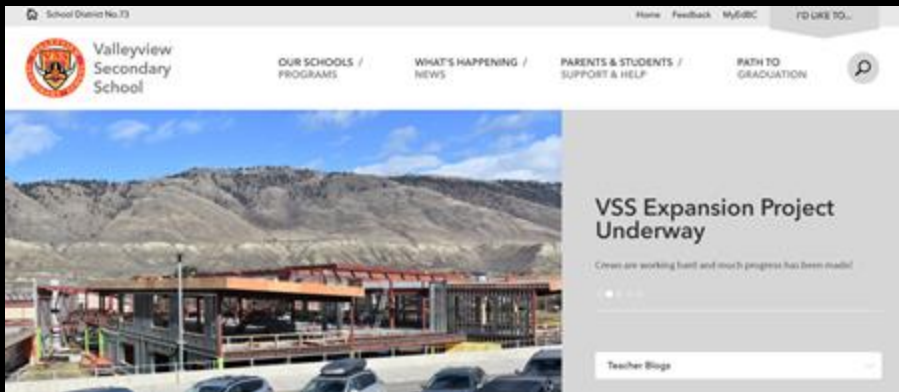 School District No.73
Home Feedback MyEdBC I'D LIKE TO...
VSS
Valleyview
Secondary
School
OUR SCHOOLS /
PROGRAMS
WHAT'S HAPPENING /
NEWS
PARENTS & STUDENTS /
SUPPORT & HELP
PATH TO
GRADUATION
VSS Expansion Project
Underway
Crews are working hard and much progress has been made!
Teacher Blogs